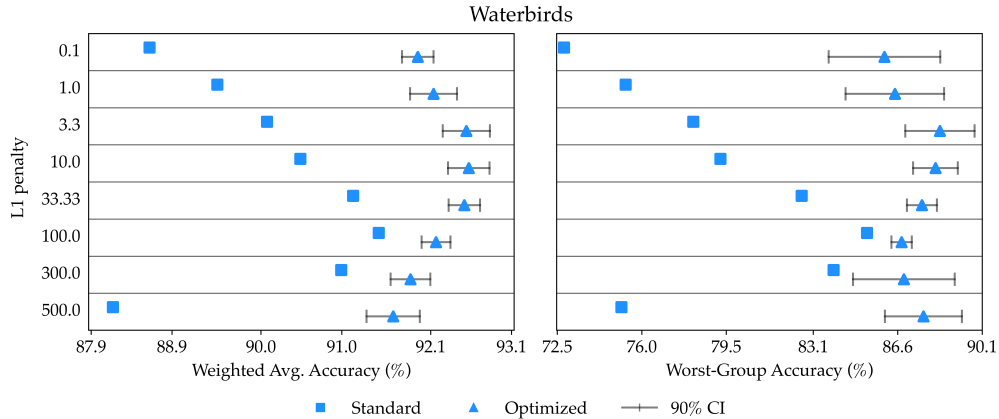 Waterbirds
L1 penalty
0.1
1.0
3.3
10.0
33.33
100.0
300.0
500.0
87.9 88.9 90.0 91.0 92.1 93.1
Weighted Avg. Accuracy (%)
72.5 76.0 79.5 83.1 86.6 90.1
Worst-Group Accuracy (%)
Standard Optimized 90% CI